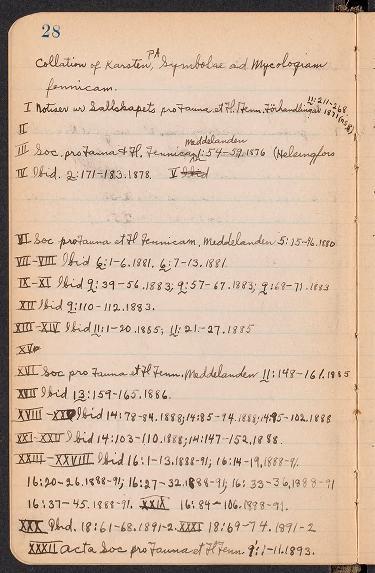 28
Collation of Karsten, PA, Symbolae ad Mycologiam
fennicam.
I Notiser ur Sallskapets pro Fauna et Fl. Fenn. Förhandlingar 11:211-268 1871
II
III Soc. pro Fauna & Fl. Fennica, Meddelanden 1:54-59. 1876 (Helsingfors
IV Ibid. 2:171-183. 1878. V Ibid
VI Soc pro Fauna et Fl Fennicam, Meddelanden 5:15-46. 1880
VII-VIII Ibid 6:1-6. 1881. 6:7-13. 1881.
IX-XI Ibid 9:39-56. 1883; 9:57-67. 1883; 9:68-71. 1883
XII Ibid 9:110-112. 1883.
XIII-XIV Ibid 11:1-20. 1885; 11:21-27. 1885
XV
XVI Soc pro Fauna et Fl Fenn. Meddelanden 11:148-161. 1885
XVII Ibid 13:159-165. 1886.
XVIII-XX Ibid 14:78-84. 1888; 14:85-94. 1888; 14:95-102. 1888
XXI-XXII Ibid 14:103-110. 1888; 14:147-152. 1888.
XXIII-XXVIII Ibid 16:1-13. 1888-91; 16:14-19. 1888-91.
16:20-26. 1888-91; 16:27-32. 1888-91; 16:33-36. 1888-91
16:37-45. 1888-91. XXIX 16:84-106. 1888-91.
XXX Ibid. 18:61-68. 1891-2. XXXI 18:69-74. 1891-2
XXXII Acta Soc pro Fauna et Fl Fenn 9:1-11. 1893.